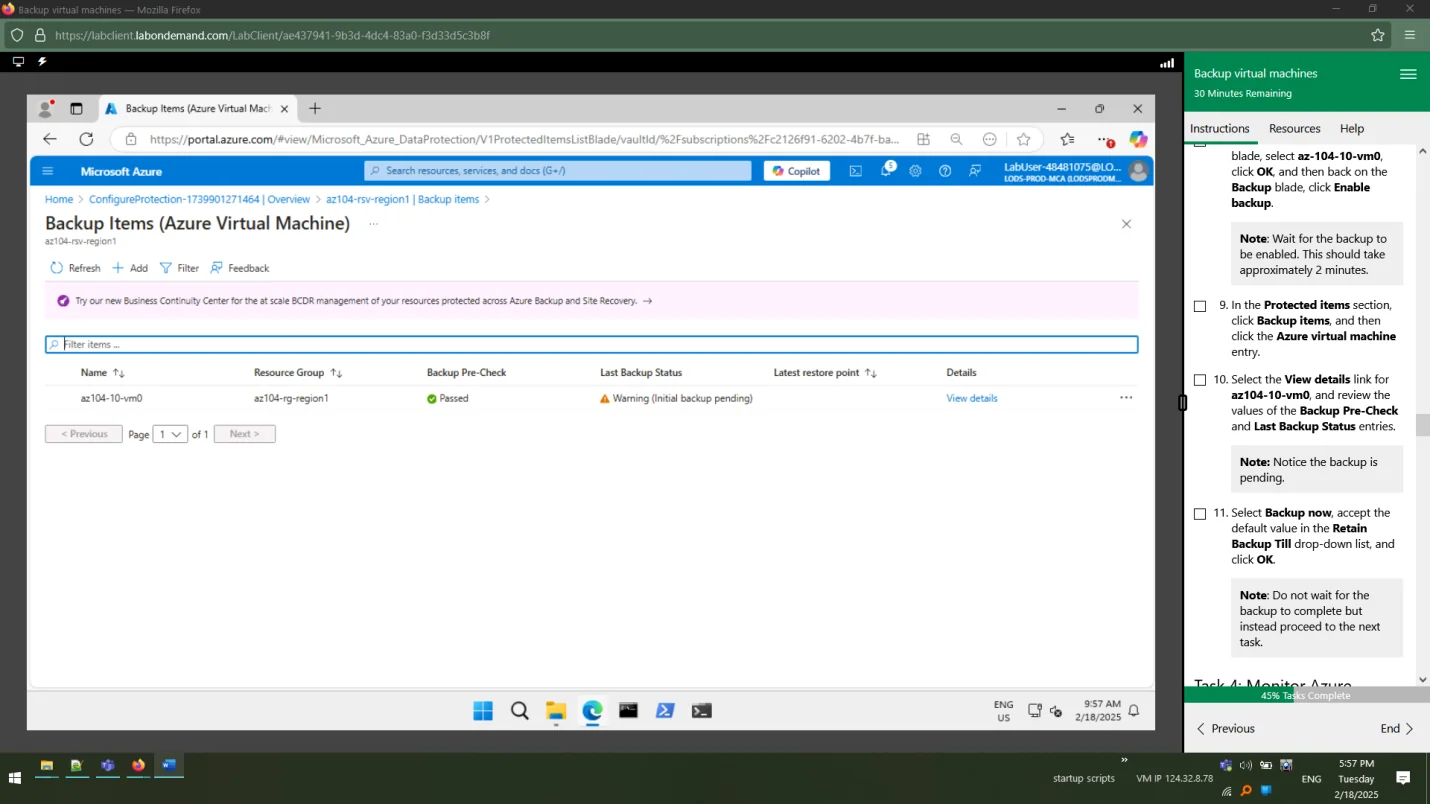 Backup virtual machines — Mozilla Firefox
https://labclient.labondemand.com/LabClient/ae437941-9b3d-4dc4-83a0-f3d33d5c3b8f
Backup Items (Azure Virtual Mach
https://portal.azure.com/#view/Microsoft_Azure_DataProtection/V1ProtectedItemsListBlade/vaultId/%2Fsubscriptions%2Fc2126f91-6202-4b7f-ba...
Microsoft Azure
Search resources, services, and docs (G+/)
Copilot
5
LabUser-48481075@LO...
LODS-PROD-MCA (LODSPRODM...
Home > ConfigureProtection-1739901271464 | Overview > az104-rsv-region1 | Backup items >
Backup Items (Azure Virtual Machine) ...
az104-rsv-region1
Refresh
Add
Filter
Feedback
Try our new Business Continuity Center for the at scale BCDR management of your resources protected across Azure Backup and Site Recovery. →
Filter items ...
Name ↑↓ Resource Group ↑↓ Backup Pre-Check Last Backup Status Latest restore point ↑↓ Details
az104-10-vm0 az104-rg-region1 Passed Warning (Initial backup pending) View details ...
< Previous Page 1 of 1 Next >
ENG
US
9:57 AM
2/18/2025
Backup virtual machines
30 Minutes Remaining
Instructions Resources Help
blade, select az-104-10-vm0,
click OK, and then back on the
Backup blade, click Enable
backup.
Note: Wait for the backup to
be enabled. This should take
approximately 2 minutes.
9. In the Protected items section,
click Backup items, and then
click the Azure virtual machine
entry.
10. Select the View details link for
az104-10-vm0, and review the
values of the Backup Pre-Check
and Last Backup Status entries.
Note: Notice the backup is
pending.
11. Select Backup now, accept the
default value in the Retain
Backup Till drop-down list, and
click OK.
Note: Do not wait for the
backup to complete but
instead proceed to the next
task.
Task 4: Monitor Azure
45% Tasks Complete
Previous
End
startup scripts
VM IP 124.32.8.78
ENG
5:57 PM
Tuesday
2/18/2025